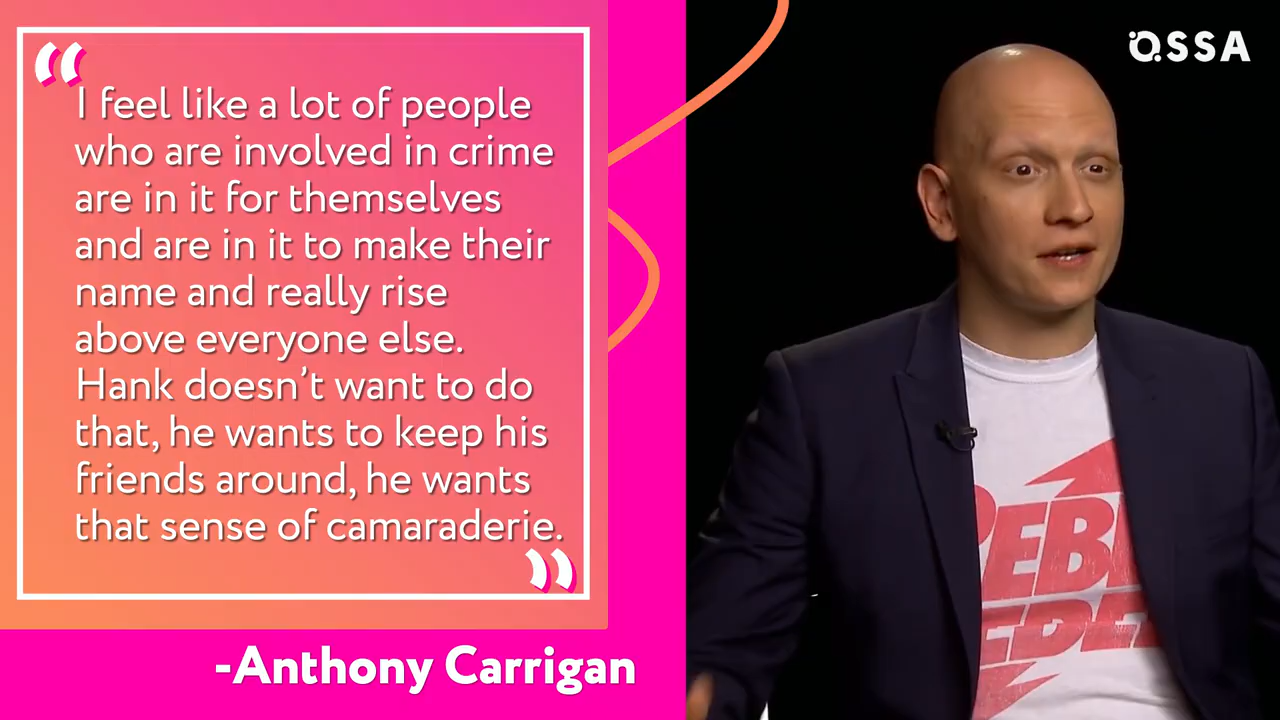 “
I feel like a lot of people
who are involved in crime
are in it for themselves
and are in it to make their
name and really rise
above everyone else.
Hank doesn’t want to do
that, he wants to keep his
friends around, he wants
that sense of camaraderie.
”
-Anthony Carrigan
OSSA